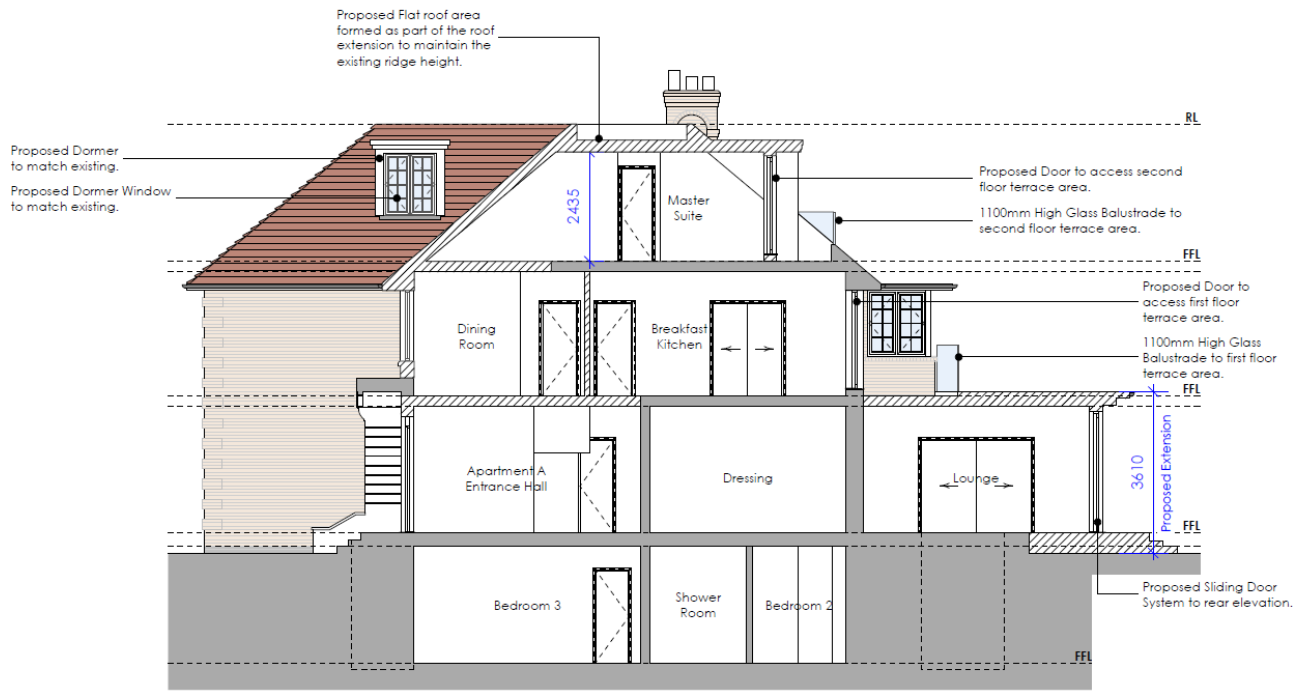 Proposed Flat roof area
formed as part of the roof
extension to maintain the
existing ridge height.
RL
Proposed Dormer
to match existing.
Proposed Dormer Window
to match existing.
2435
Master
Suite
Proposed Door to access second
floor terrace area.
1100mm High Glass Balustrade to
second floor terrace area.
FFL
Proposed Door to
access first floor
terrace area.
Dining
Room
Breakfast
Kitchen
1100mm High Glass
Balustrade to first floor
terrace area.
FFL
Apartment A
Entrance Hall
Dressing
Lounge
3610
Proposed Extension
FFL
Proposed Sliding Door
System to rear elevation.
Bedroom 3
Shower
Room
Bedroom 2
FFL